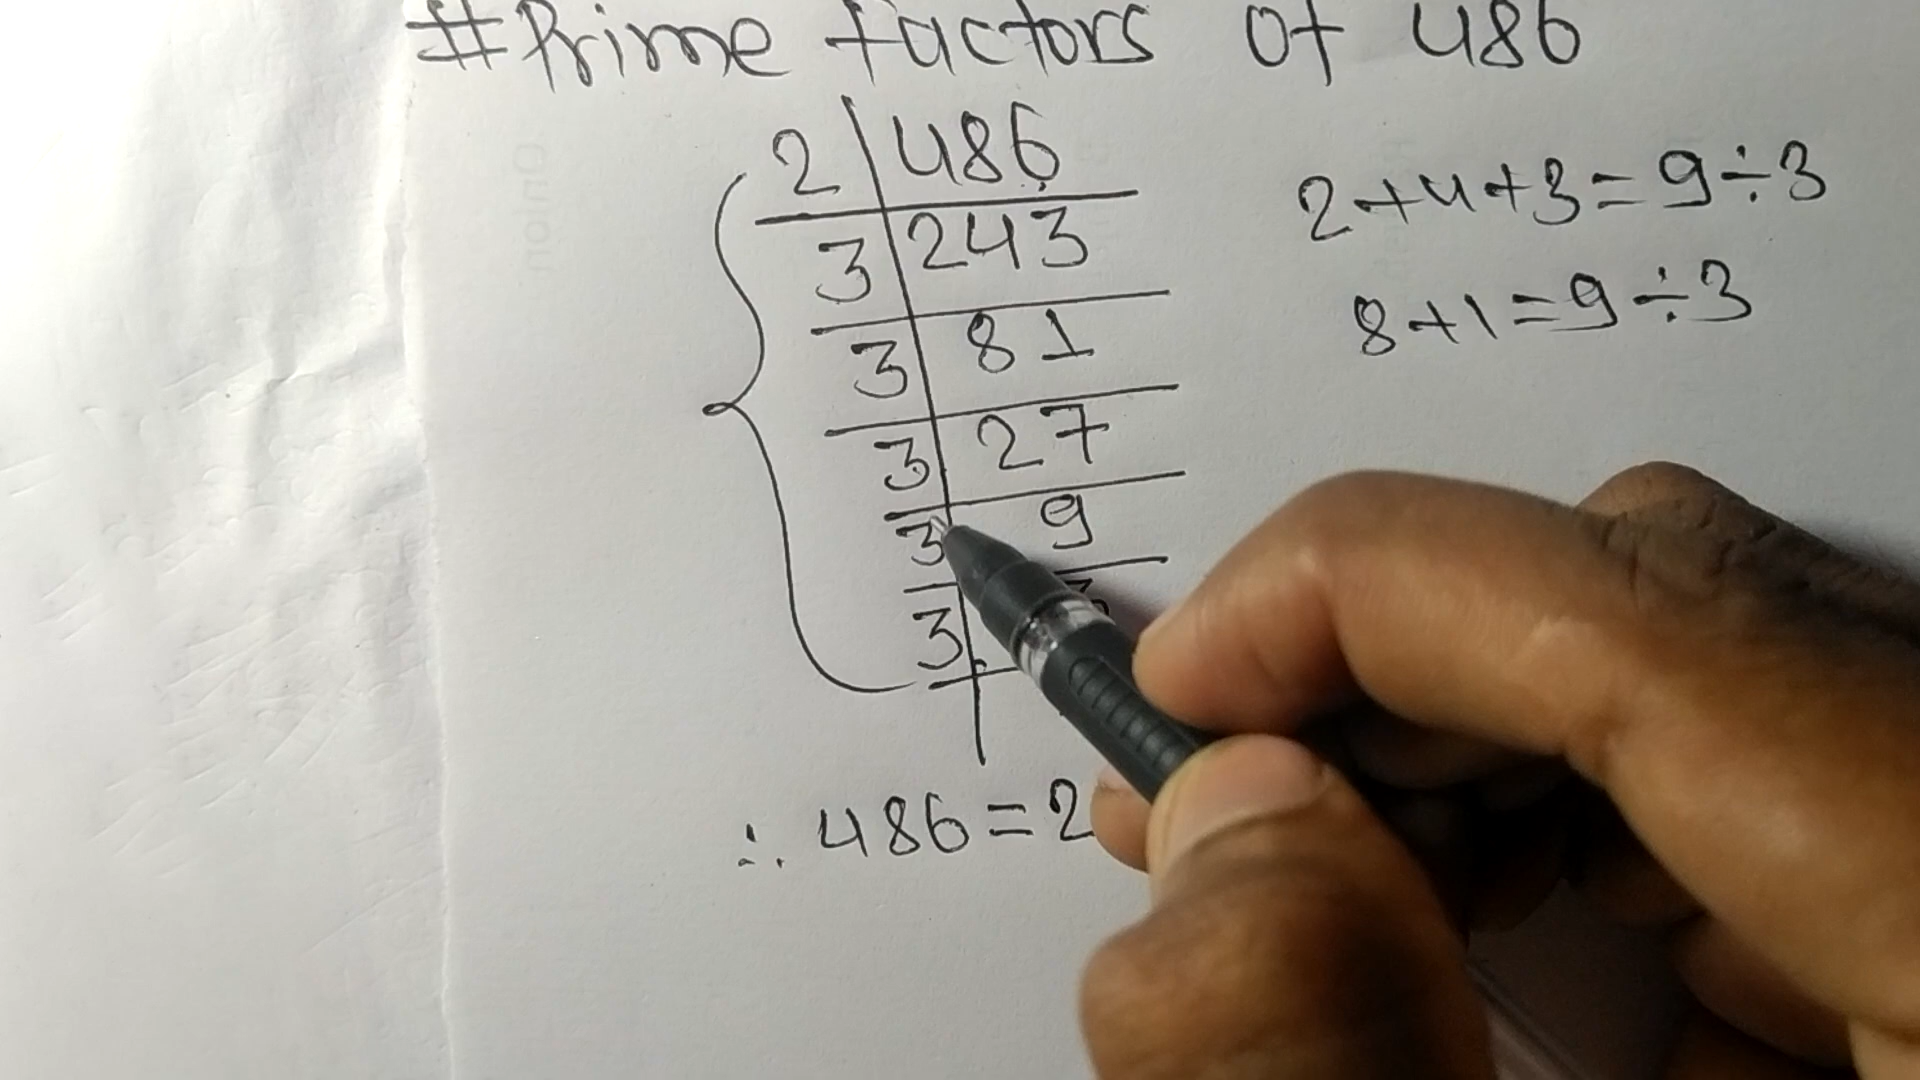 #Prime factors of 486
2 | 486
3 | 243
3 | 81
3 | 27
3 | 9
3 | 3
2+4+3=9÷3
8+1=9÷3
∴ 486=2